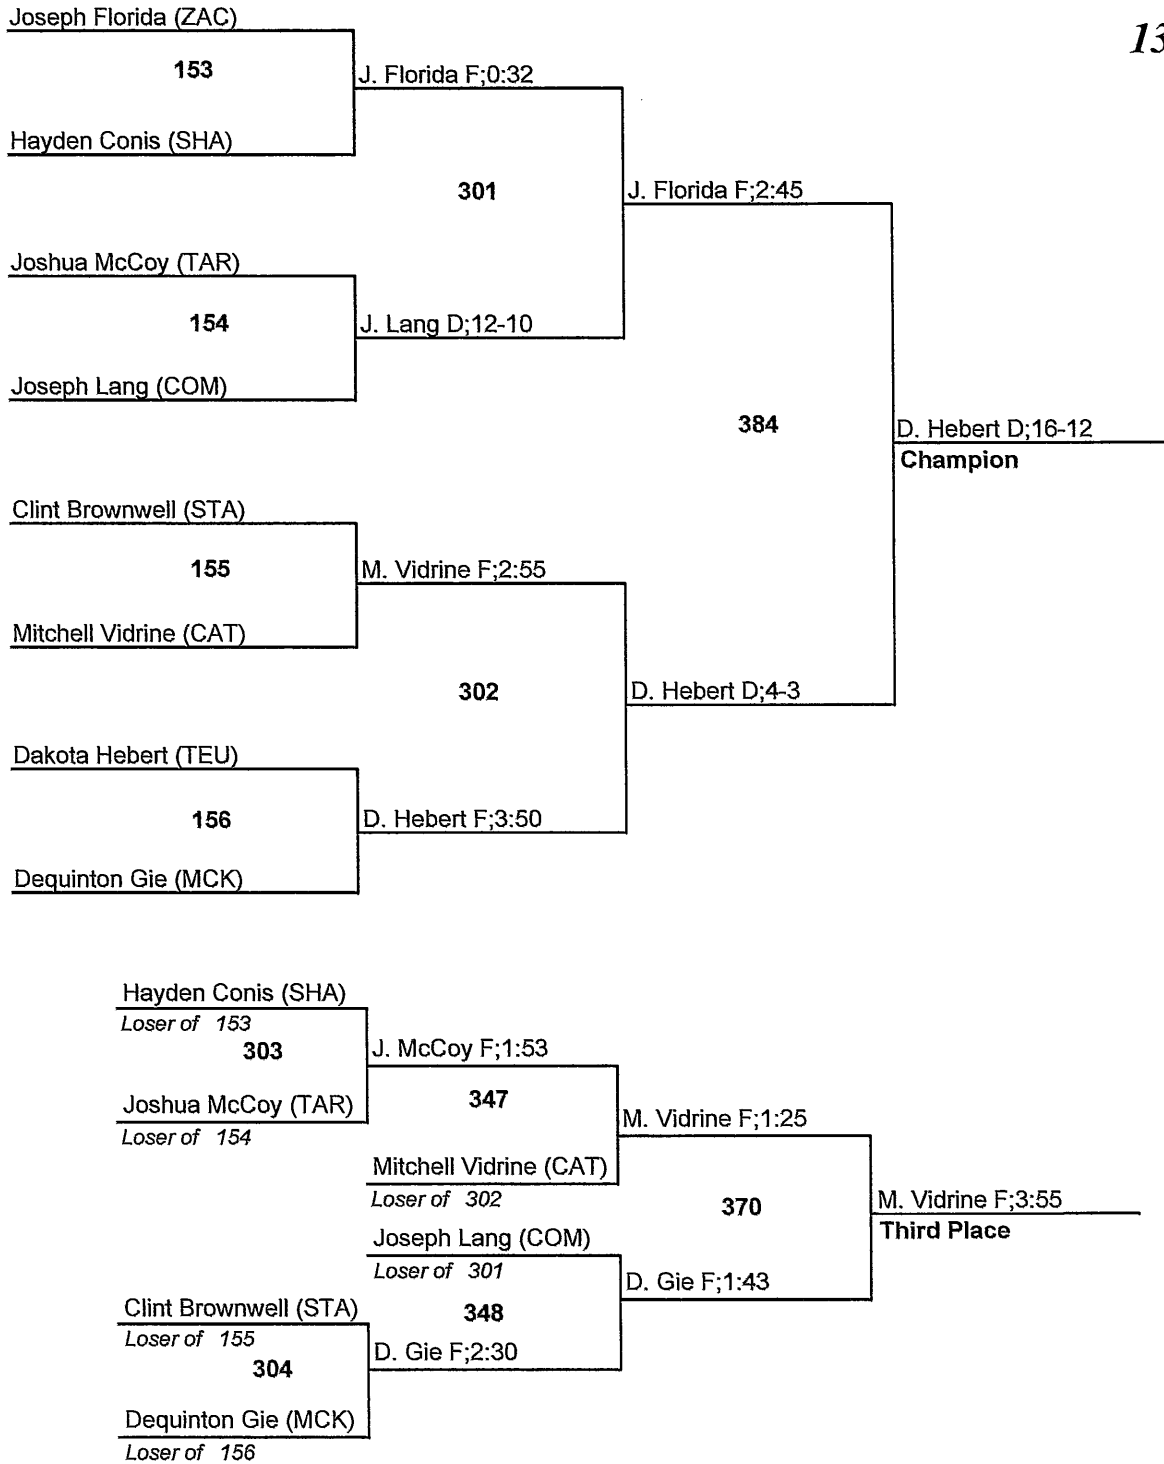 Joseph Florida (ZAC)
13
153
J. Florida F;0:32
Hayden Conis (SHA)
301
J. Florida F;2:45
Joshua McCoy (TAR)
154
J. Lang D;12-10
Joseph Lang (COM)
384
D. Hebert D;16-12
Champion
Clint Brownwell (STA)
155
M. Vidrine F;2:55
Mitchell Vidrine (CAT)
302
D. Hebert D;4-3
Dakota Hebert (TEU)
156
D. Hebert F;3:50
Dequinton Gie (MCK)
Hayden Conis (SHA)
Loser of 153
303
J. McCoy F;1:53
Joshua McCoy (TAR)
Loser of 154
347
M. Vidrine F;1:25
Mitchell Vidrine (CAT)
Loser of 302
370
M. Vidrine F;3:55
Third Place
Joseph Lang (COM)
Loser of 301
D. Gie F;1:43
Clint Brownwell (STA)
Loser of 155
348
D. Gie F;2:30
304
Dequinton Gie (MCK)
Loser of 156